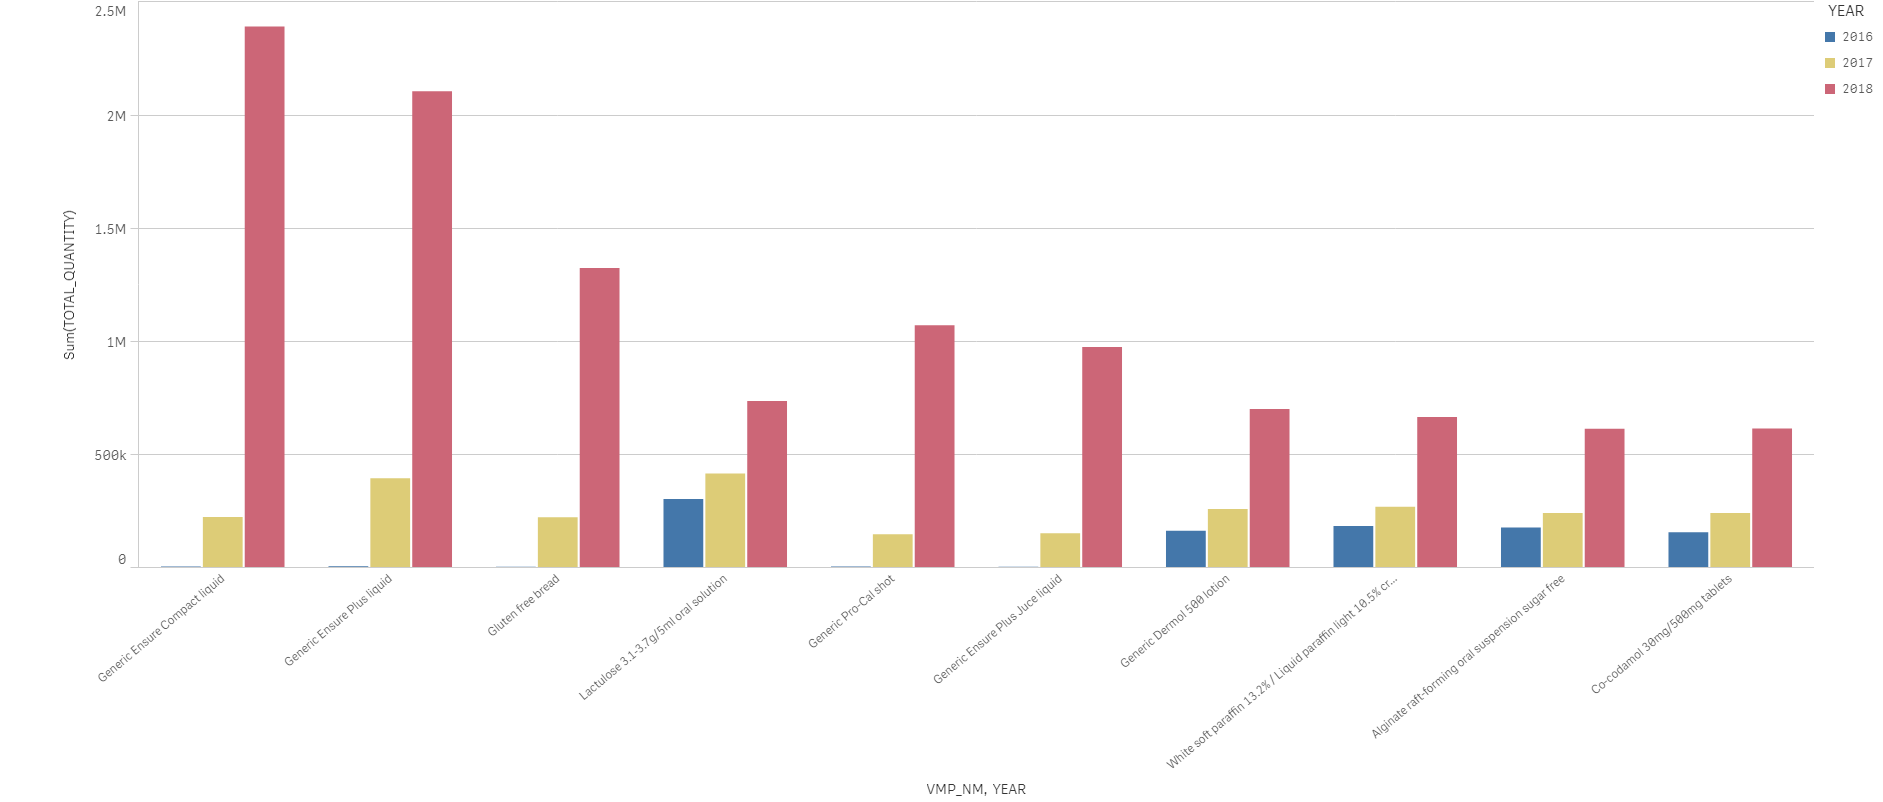 2.5M
2M
1.5M
1M
500k
0
Sum(TOTAL_QUANTITY)
Generic Ensure Compact liquid
Generic Ensure Plus liquid
Gluten free bread
Lactulose 3.1-3.7g/5ml oral solution
Generic Pro-Cal shot
Generic Ensure Plus Juce liquid
Generic Dermol 500 lotion
White soft paraffin 13.2% / Liquid paraffin light 10.5% cr...
Alginate raft-forming oral suspension sugar free
Co-codamol 30mg/500mg tablets
VMP_NM, YEAR
YEAR
2016
2017
2018